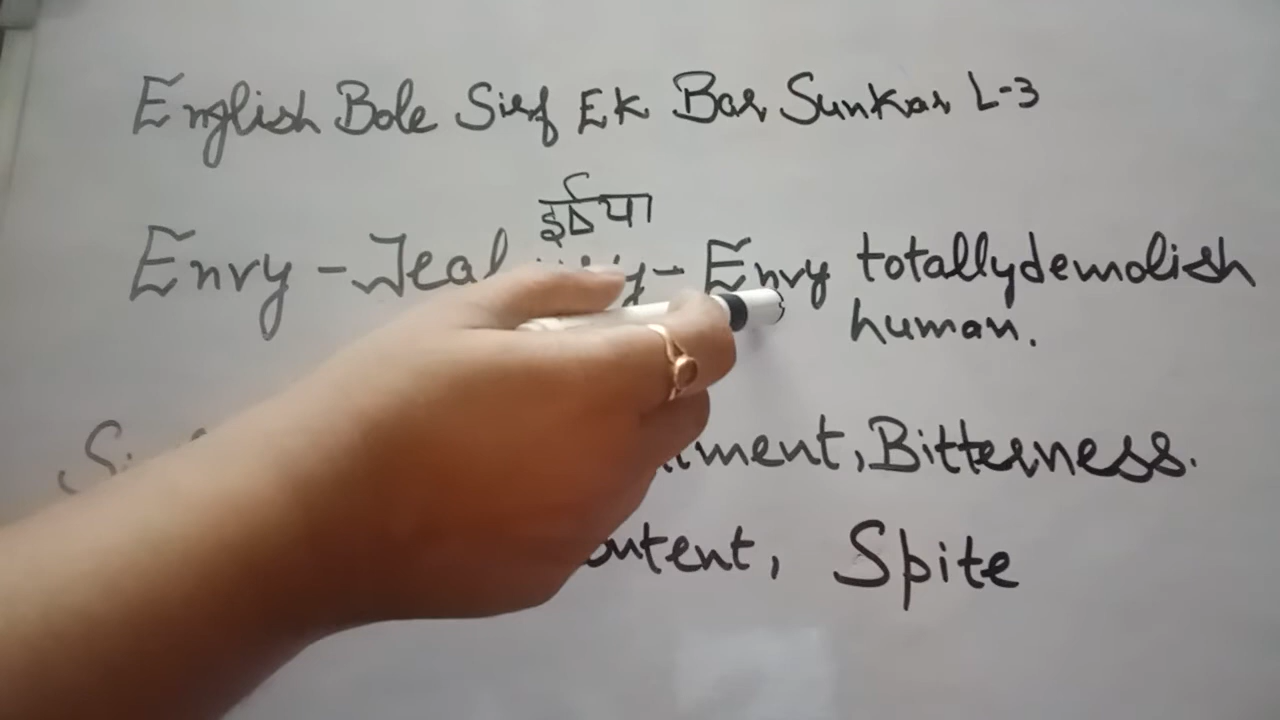 English Bole Sirf Ek Bar Sunkar L-3
ईर्ष्या
Envy - Jeal y - Envy totally demolish
human.
ment, Bitterness.
ontent, Spite